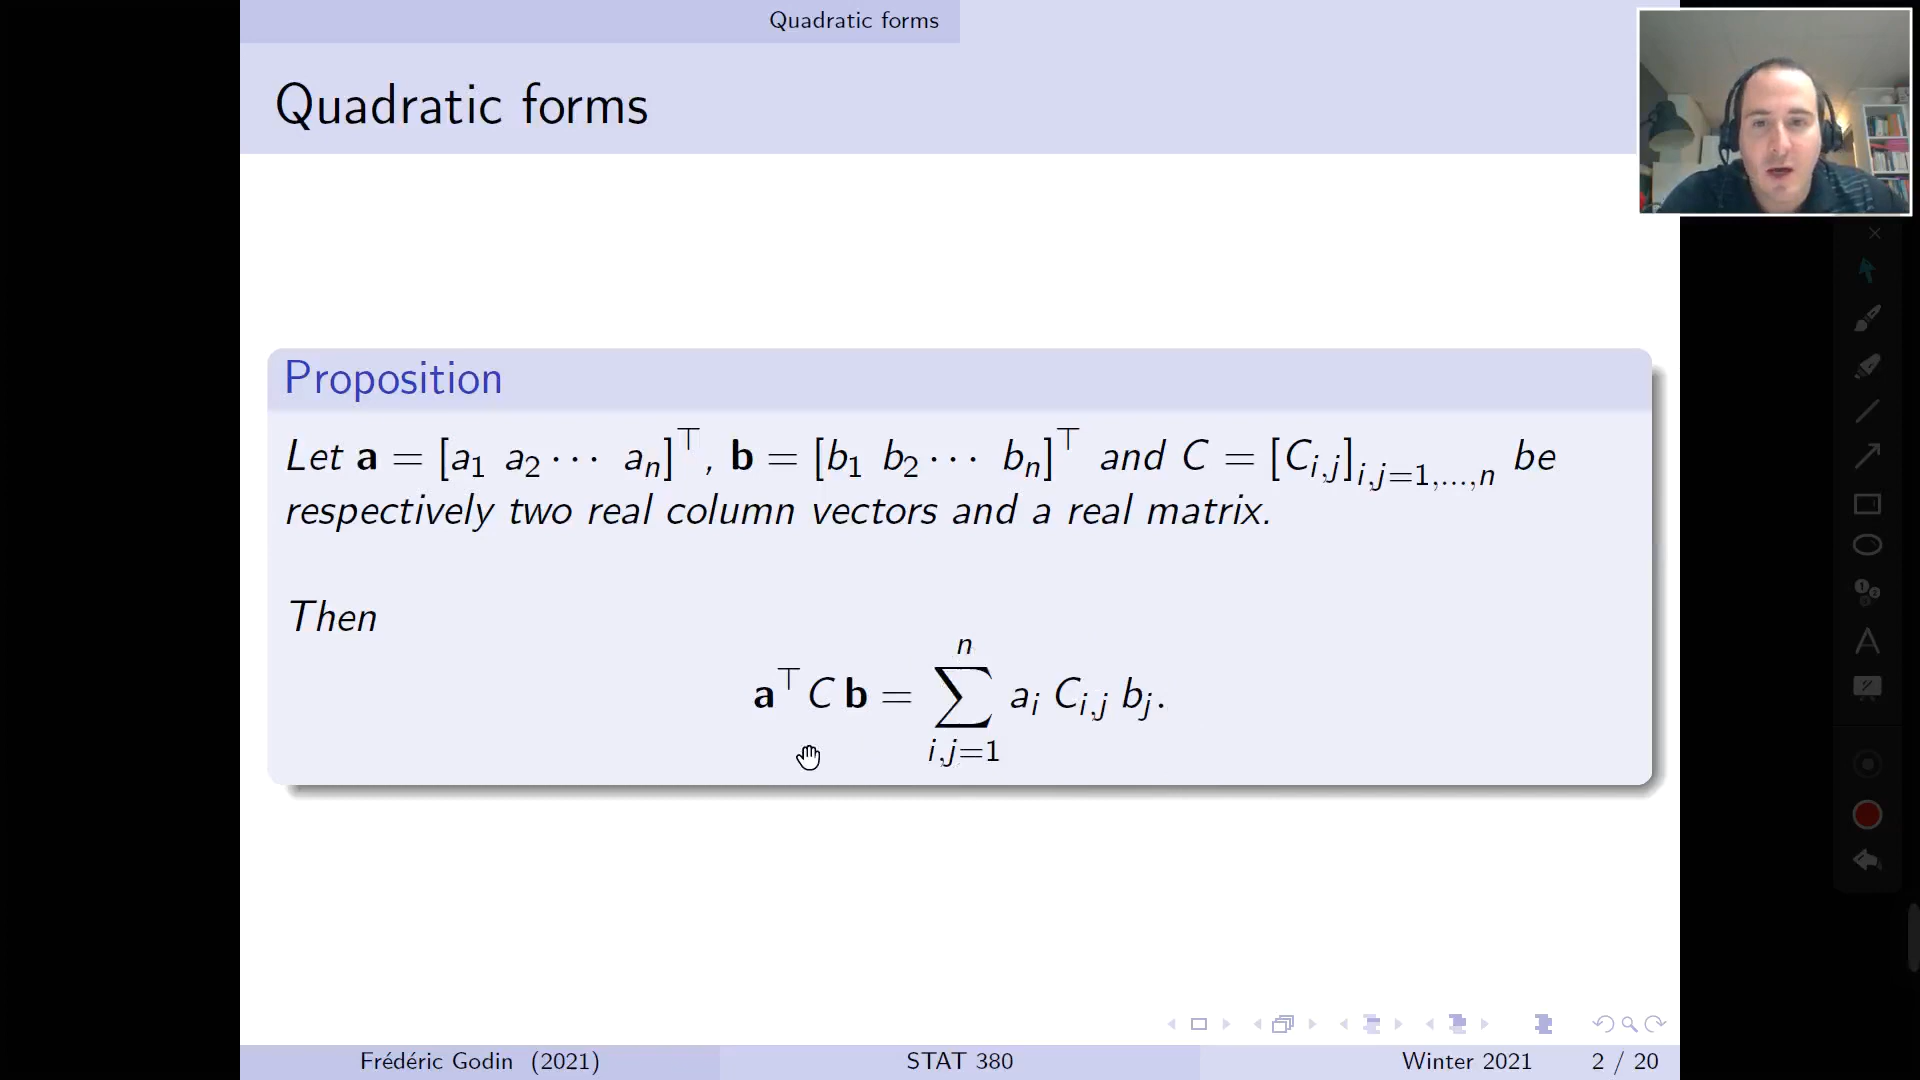 Quadratic forms
Quadratic forms
Proposition
Let a = [a₁ a₂ ⋯ aₙ]^⊤, b = [b₁ b₂ ⋯ bₙ]^⊤ and C = [C_{i,j}]_{i,j=1,...,n} be
respectively two real column vectors and a real matrix.
Then
a^⊤ C b = ∑_{i,j=1}^{n} a_i C_{i,j} b_j.
Frédéric Godin (2021) STAT 380 Winter 2021 2 / 20